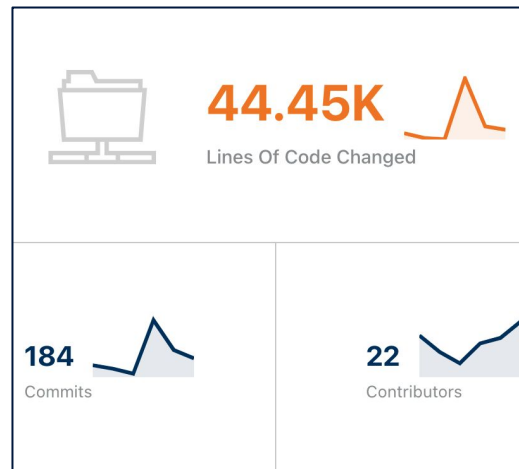 44.45K
Lines Of Code Changed
184
Commits
22
Contributors